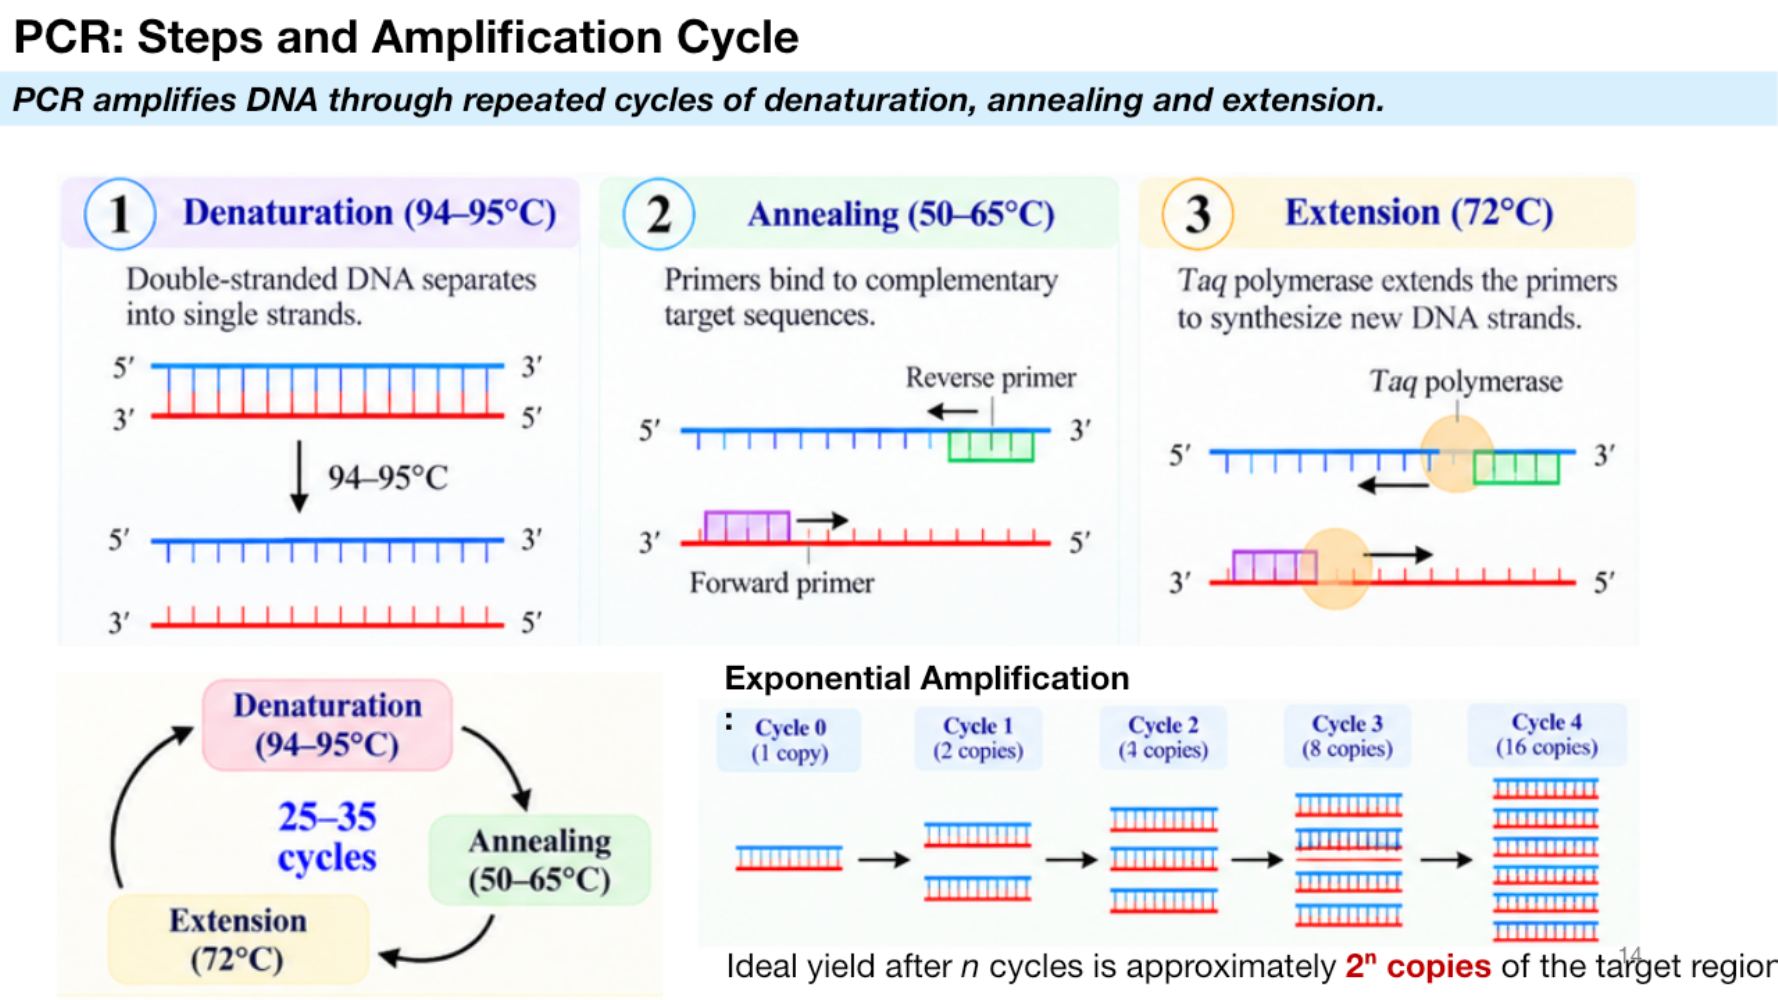 PCR: Steps and Amplification Cycle
PCR amplifies DNA through repeated cycles of denaturation, annealing and extension.
1 Denaturation (94–95°C)
Double-stranded DNA separates
into single strands.
5′ 3′
3′ 5′
94–95°C
5′ 3′
3′ 5′
2 Annealing (50–65°C)
Primers bind to complementary
target sequences.
Reverse primer
5′ 3′
3′ 5′
Forward primer
3 Extension (72°C)
Taq polymerase extends the primers
to synthesize new DNA strands.
Taq polymerase
5′ 3′
3′ 5′
Denaturation
(94–95°C)
25–35
cycles
Annealing
(50–65°C)
Extension
(72°C)
Exponential Amplification
:
Cycle 0
(1 copy)
Cycle 1
(2 copies)
Cycle 2
(4 copies)
Cycle 3
(8 copies)
Cycle 4
(16 copies)
Ideal yield after n cycles is approximately 2ⁿ copies of the target region
14